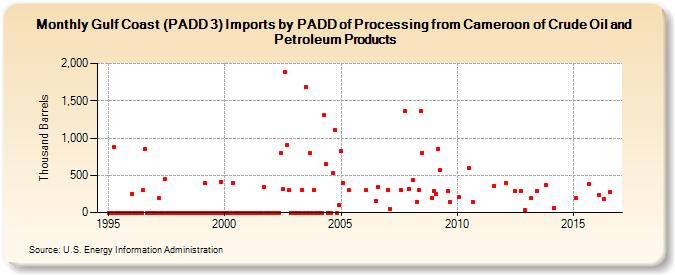 Monthly Gulf Coast (PADD 3) Imports by PADD of Processing from Cameroon of Crude Oil and
Petroleum Products
Thousand Barrels
2,000
1,500
1,000
500
0
1995 2000 2005 2010 2015
Source: U.S. Energy Information Administration